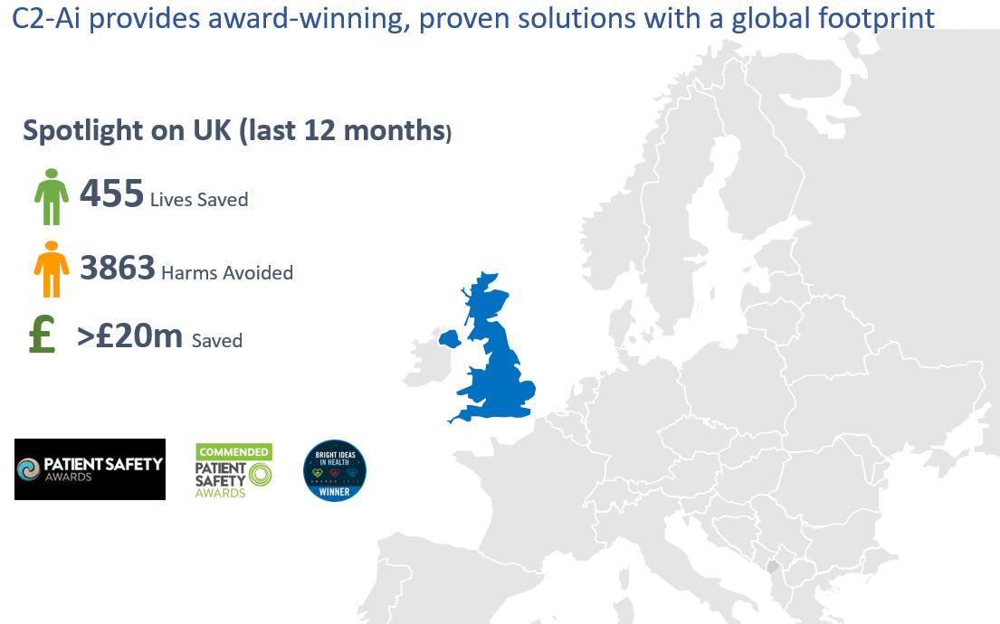 C2-Ai provides award-winning, proven solutions with a global footprint
Spotlight on UK (last 12 months)
455 Lives Saved
3863 Harms Avoided
£ >£20m Saved
PATIENT SAFETY
AWARDS
COMMENDED
PATIENT
SAFETY
AWARDS
BRIGHT IDEAS
IN HEALTH
WINNER